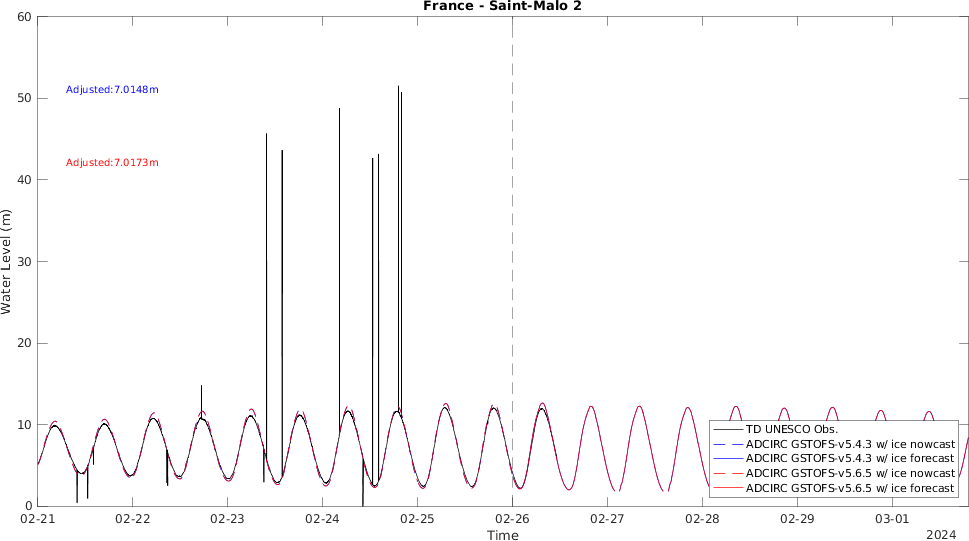 France - Saint-Malo 2
60
50
40
30
20
10
0
Water Level (m)
Adjusted:7.0148m
Adjusted:7.0173m
TD UNESCO Obs.
ADCIRC GSTOFS-v5.4.3 w/ ice nowcast
ADCIRC GSTOFS-v5.4.3 w/ ice forecast
ADCIRC GSTOFS-v5.6.5 w/ ice nowcast
ADCIRC GSTOFS-v5.6.5 w/ ice forecast
02-21 02-22 02-23 02-24 02-25 02-26 02-27 02-28 02-29 03-01
Time
2024